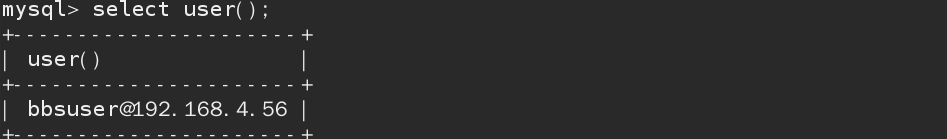 mysql> select user();
+----------------------+
| user()               |
+----------------------+
| bbsuser@192.168.4.56 |
+----------------------+